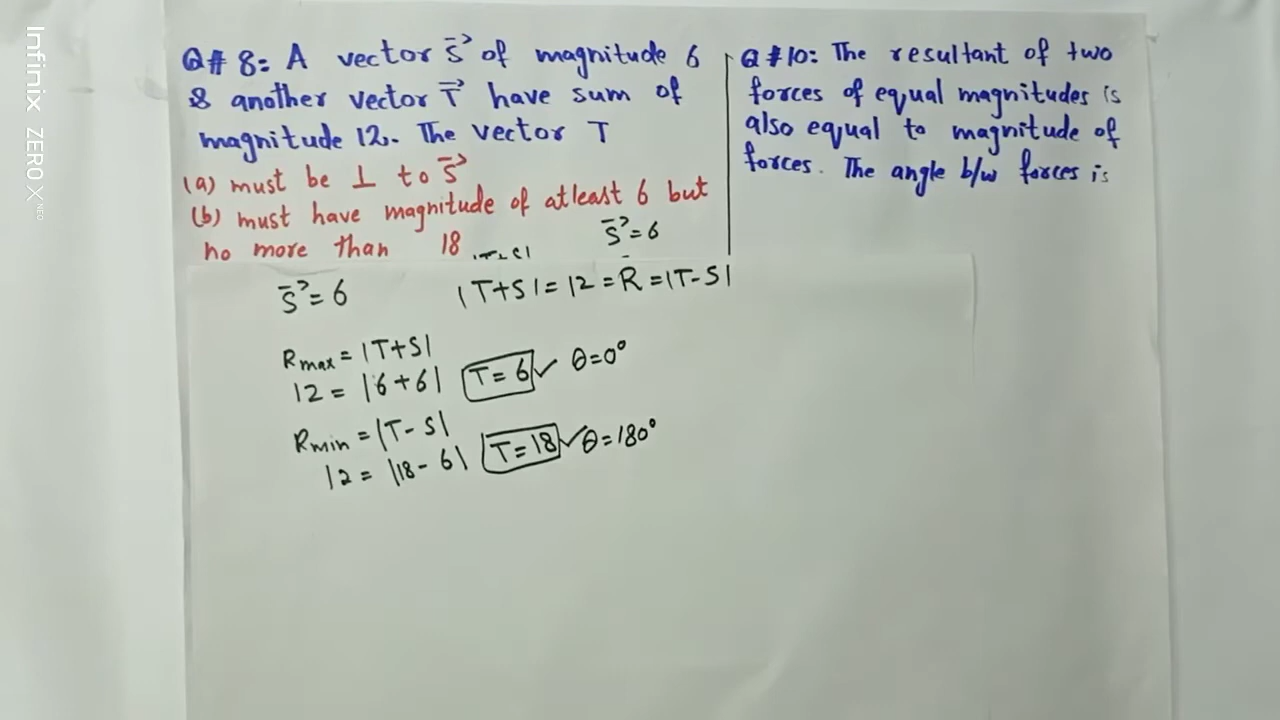 Infinix ZERO X NEO
Q# 8: A vector S⃗ of magnitude 6
& another vector T⃗ have sum of
magnitude 12. The vector T
(a) must be ⊥ to S⃗
(b) must have magnitude of atleast 6 but
no more than 18
S⃗ = 6
S⃗ = 6
|T+S| = 12 = R = |T-S|
Rmax = |T+S|
12 = |6+6| T = 6 ✓ θ=0°
Rmin = |T-S|
12 = |18-6| T = 18 ✓ θ=180°
Q #10: The resultant of two
forces of equal magnitudes is
also equal to magnitude of
forces. The angle b/w forces is